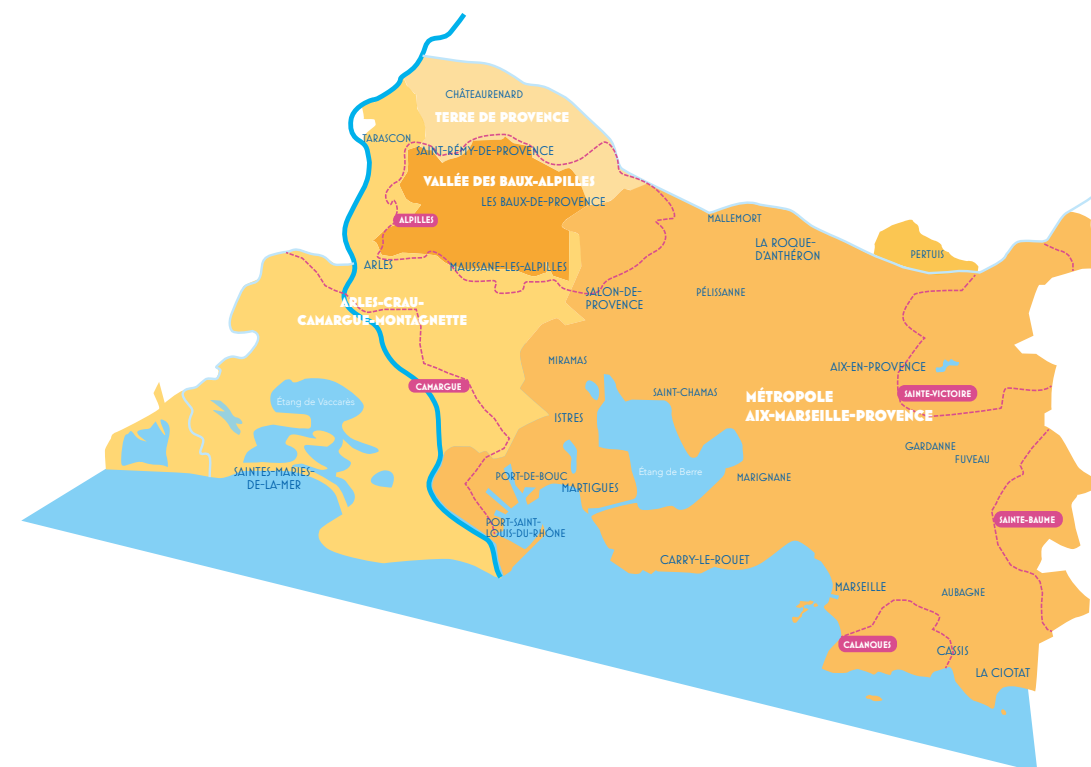 CHÂTEAURENARD
TERRE DE PROVENCE
TARASCON
SAINT-RÉMY-DE-PROVENCE
VALLÉE DES BAUX-ALPILLES
LES BAUX-DE-PROVENCE
ALPILLES
MALLEMORT
LA ROQUE-
D'ANTHÉRON
PERTUIS
ARLES
MAUSSANE-LES-ALPILLES
SALON-DE-
PROVENCE
PÉLISSANNE
ARLES-CRAU-
CAMARGUE-MONTAGNETTE
MIRAMAS
AIX-EN-PROVENCE
CAMARGUE
SAINT-CHAMAS
SAINTE-VICTOIRE
Étang de Vaccarès
MÉTROPOLE
AIX-MARSEILLE-PROVENCE
ISTRES
GARDANNE
FUVEAU
SAINTES-MARIES-
DE-LA-MER
PORT-DE-BOUC
Étang de Berre
MARIGNANE
MARTIGUES
PORT-SAINT-
LOUIS-DU-RHÔNE
SAINTE-BAUME
CARRY-LE-ROUET
MARSEILLE
AUBAGNE
CALANQUES
CASSIS
LA CIOTAT